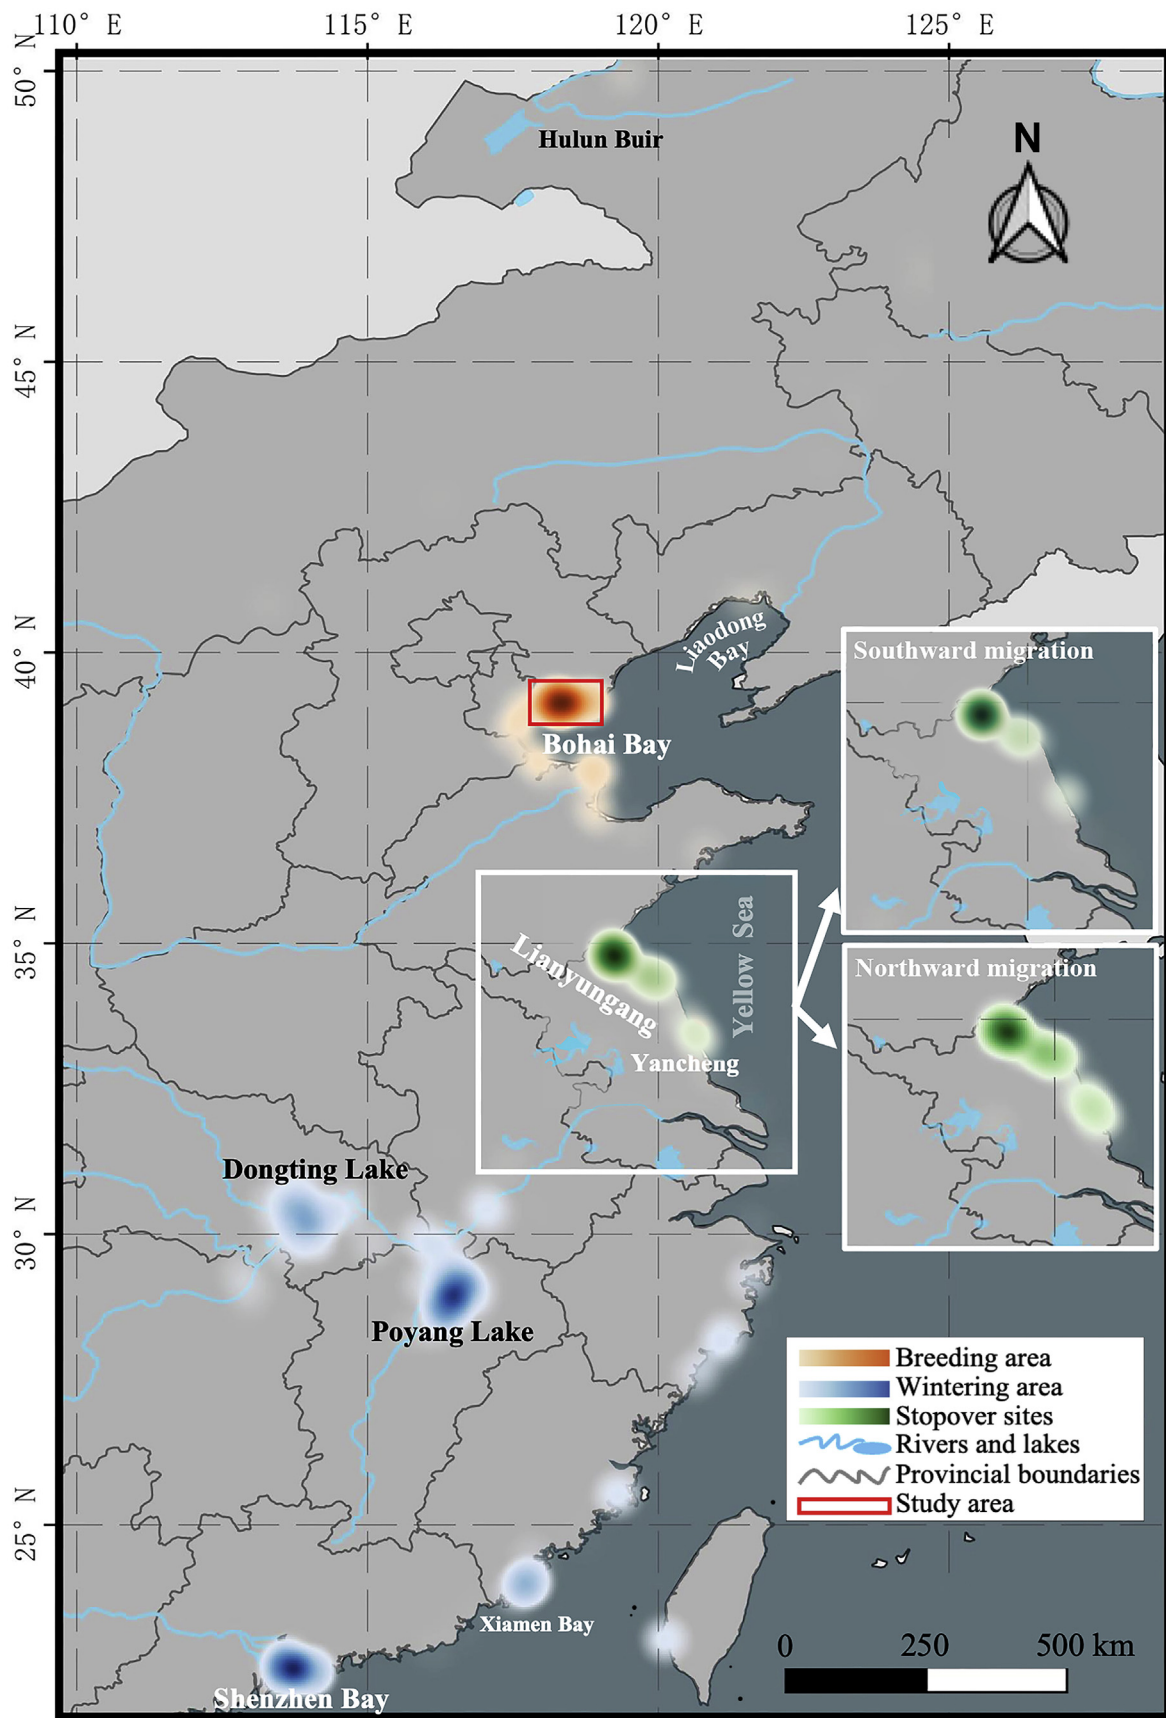 110° E
115° E
120° E
125° E
50° N
Hulun Buir
N
45° N
40° N
Liaodong
Bay
Southward migration
Bohai Bay
35° N
Lianyungang
Yellow Sea
Yancheng
Northward migration
Dongting Lake
30° N
Poyang Lake
Breeding area
Wintering area
Stopover sites
Rivers and lakes
Provincial boundaries
Study area
25° N
Xiamen Bay
0
250
500 km
Shenzhen Bay